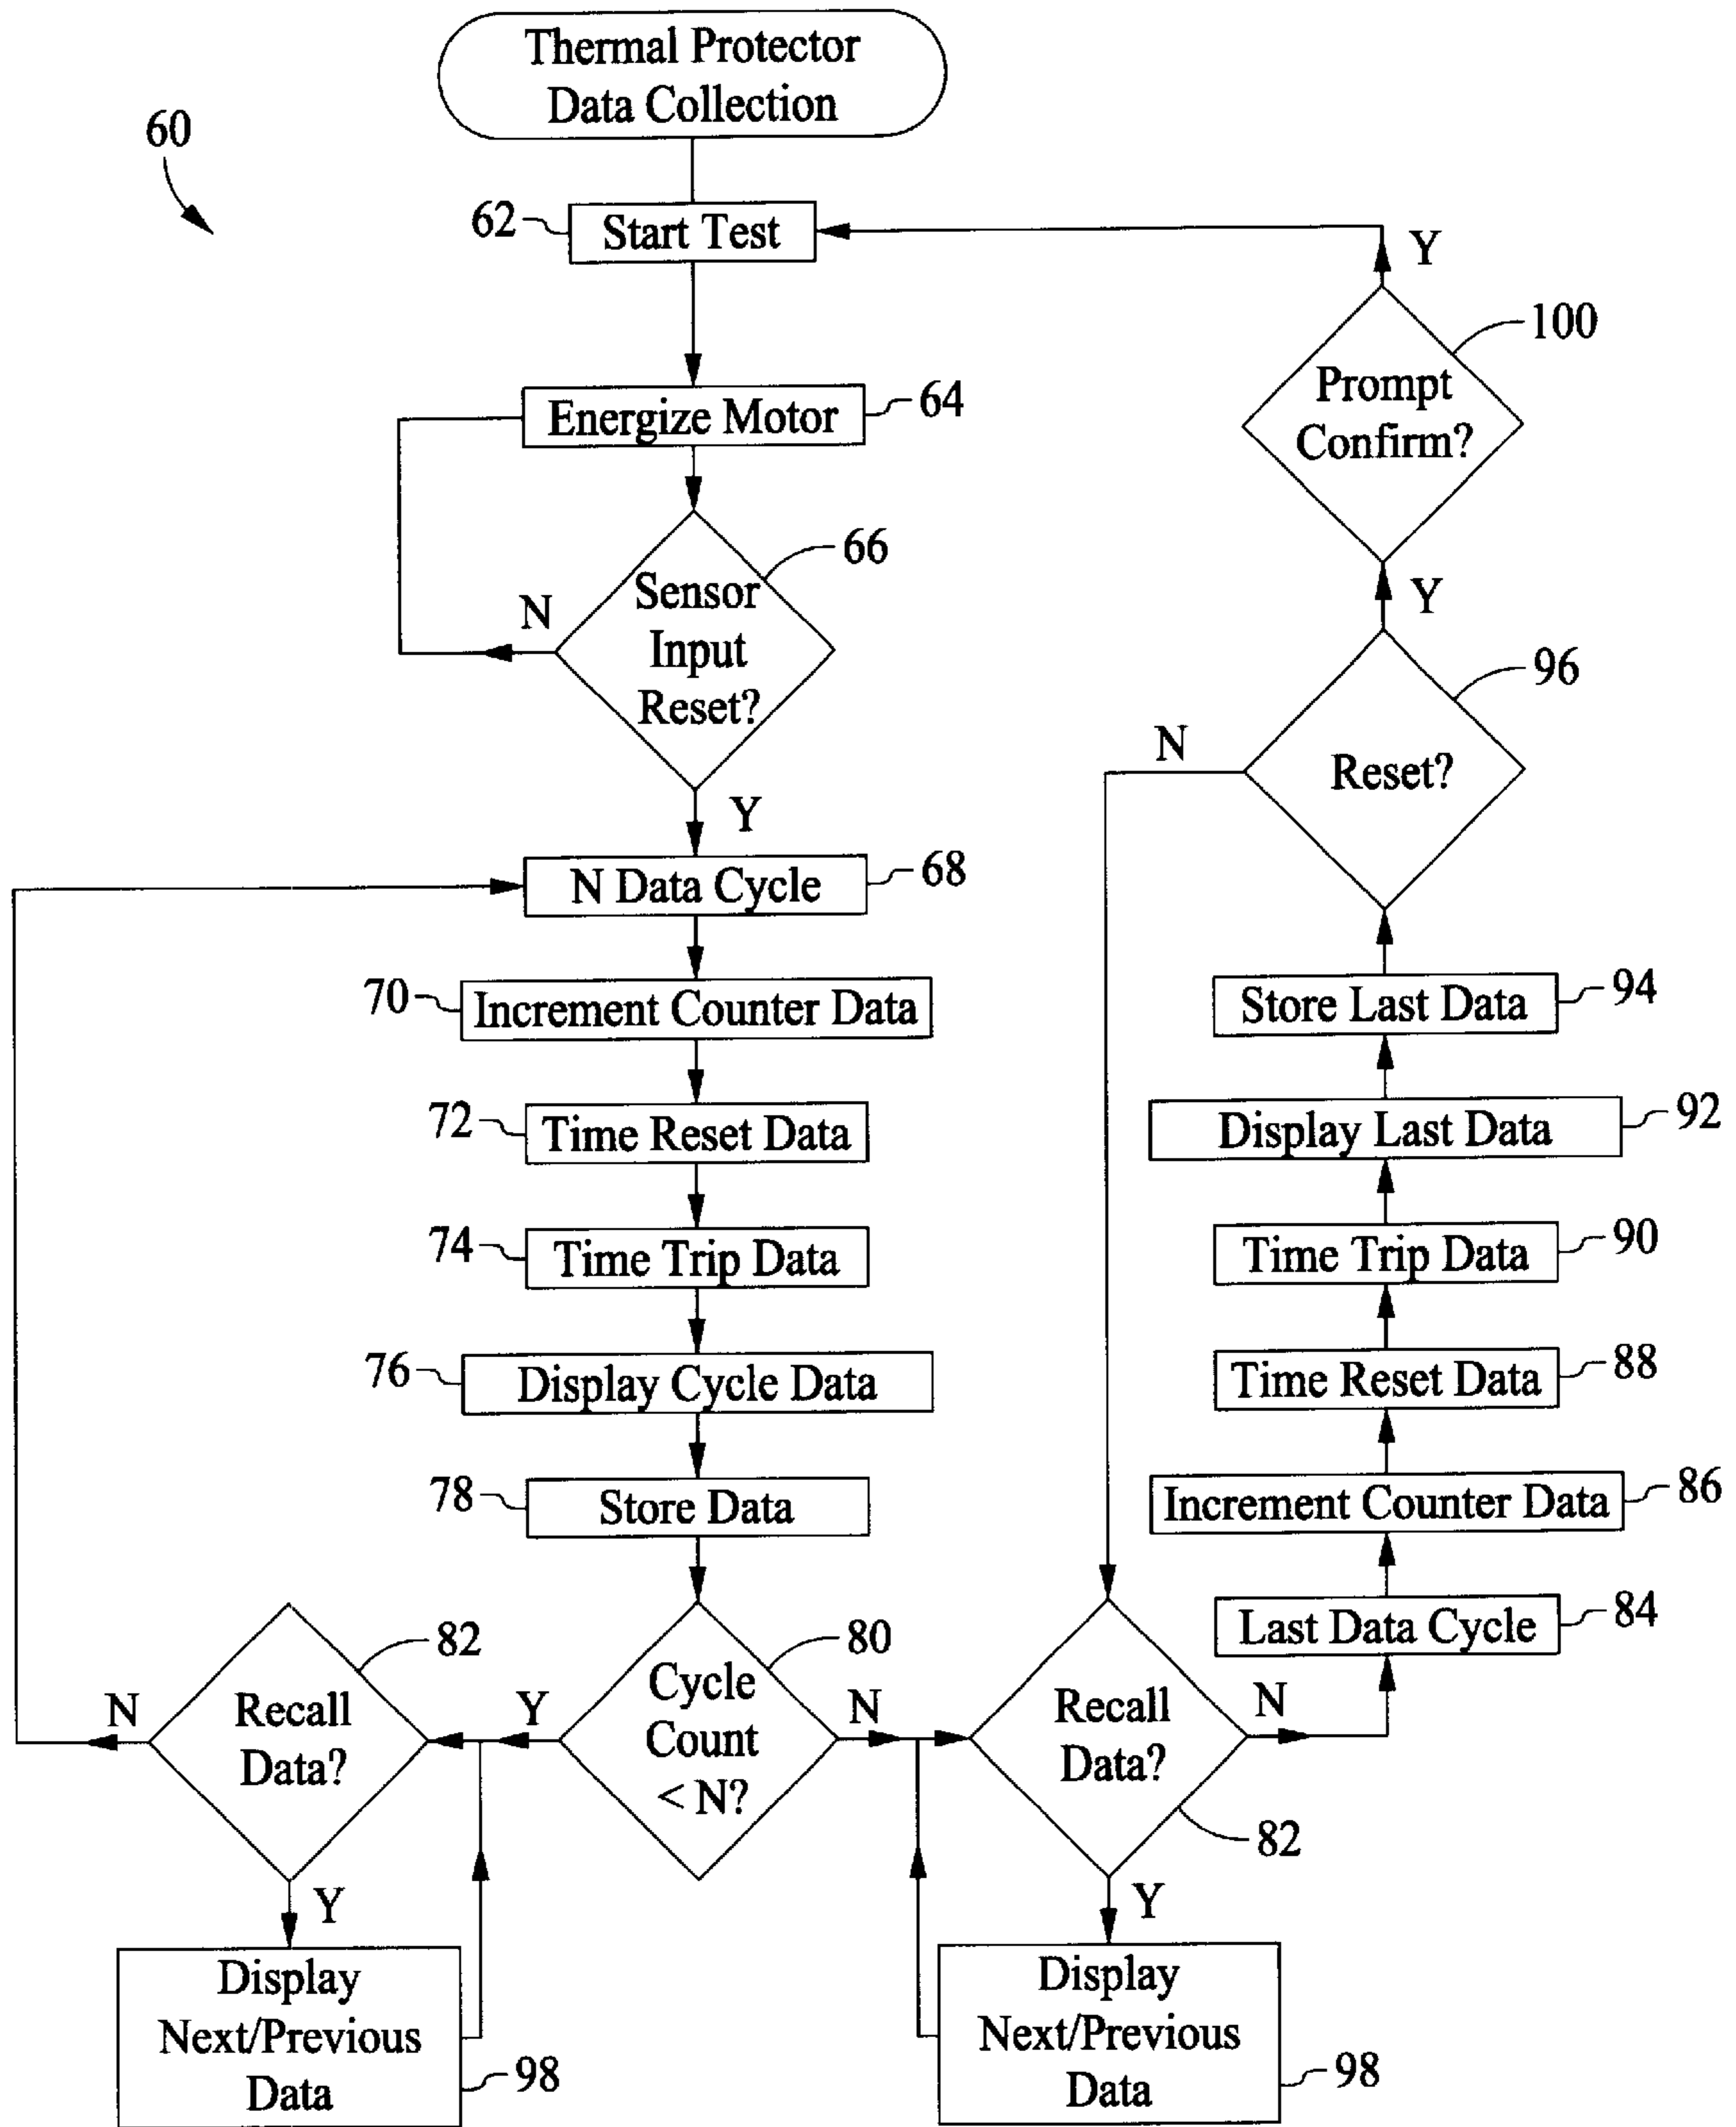 Thermal Protector
Data Collection
60
62
Start Test
Y
100
Prompt
Confirm?
Energize Motor
64
66
Sensor
Input
Reset?
N
Y
Y
96
Reset?
N
N Data Cycle
68
70
Increment Counter Data
94
Store Last Data
72
Time Reset Data
92
Display Last Data
74
Time Trip Data
90
Time Trip Data
76
Display Cycle Data
88
Time Reset Data
78
Store Data
86
Increment Counter Data
84
Last Data Cycle
82
Recall
Data?
N
Y
80
Cycle
Count
< N?
Y
N
Recall
Data?
N
82
Y
Display
Next/Previous
Data
98
Display
Next/Previous
Data
98